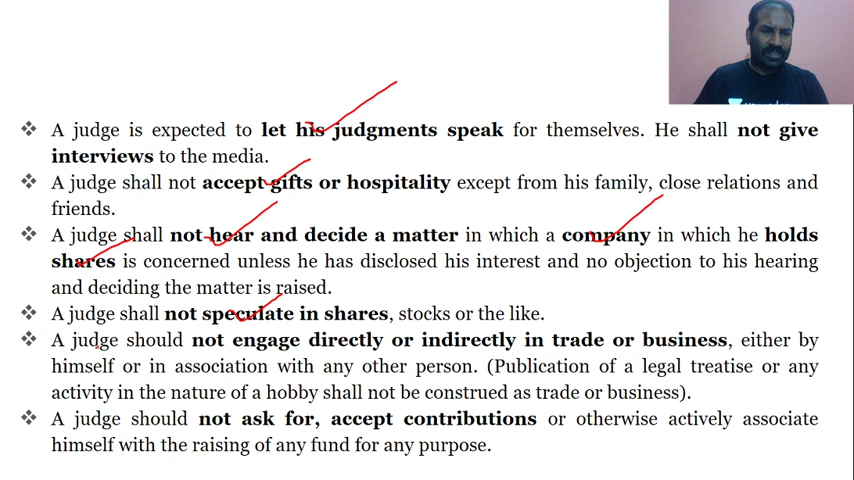 ❖ A judge is expected to let his judgments speak for themselves. He shall not give
interviews to the media.
❖ A judge shall not accept gifts or hospitality except from his family, close relations and
friends.
❖ A judge shall not hear and decide a matter in which a company in which he holds
shares is concerned unless he has disclosed his interest and no objection to his hearing
and deciding the matter is raised.
❖ A judge shall not speculate in shares, stocks or the like.
❖ A judge should not engage directly or indirectly in trade or business, either by
himself or in association with any other person. (Publication of a legal treatise or any
activity in the nature of a hobby shall not be construed as trade or business).
❖ A judge should not ask for, accept contributions or otherwise actively associate
himself with the raising of any fund for any purpose.